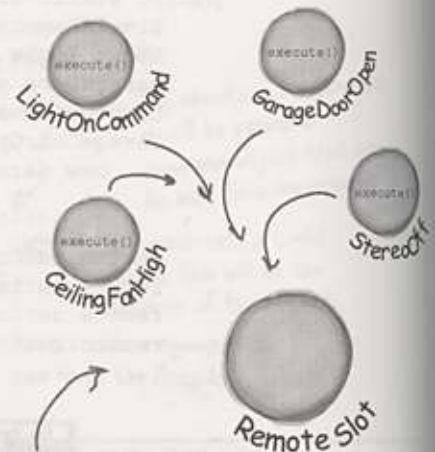 execute()
LightOnCommand
execute()
GarageDoorOpen
execute()
CeilingFanHigh
execute()
StereoOff
Remote Slot